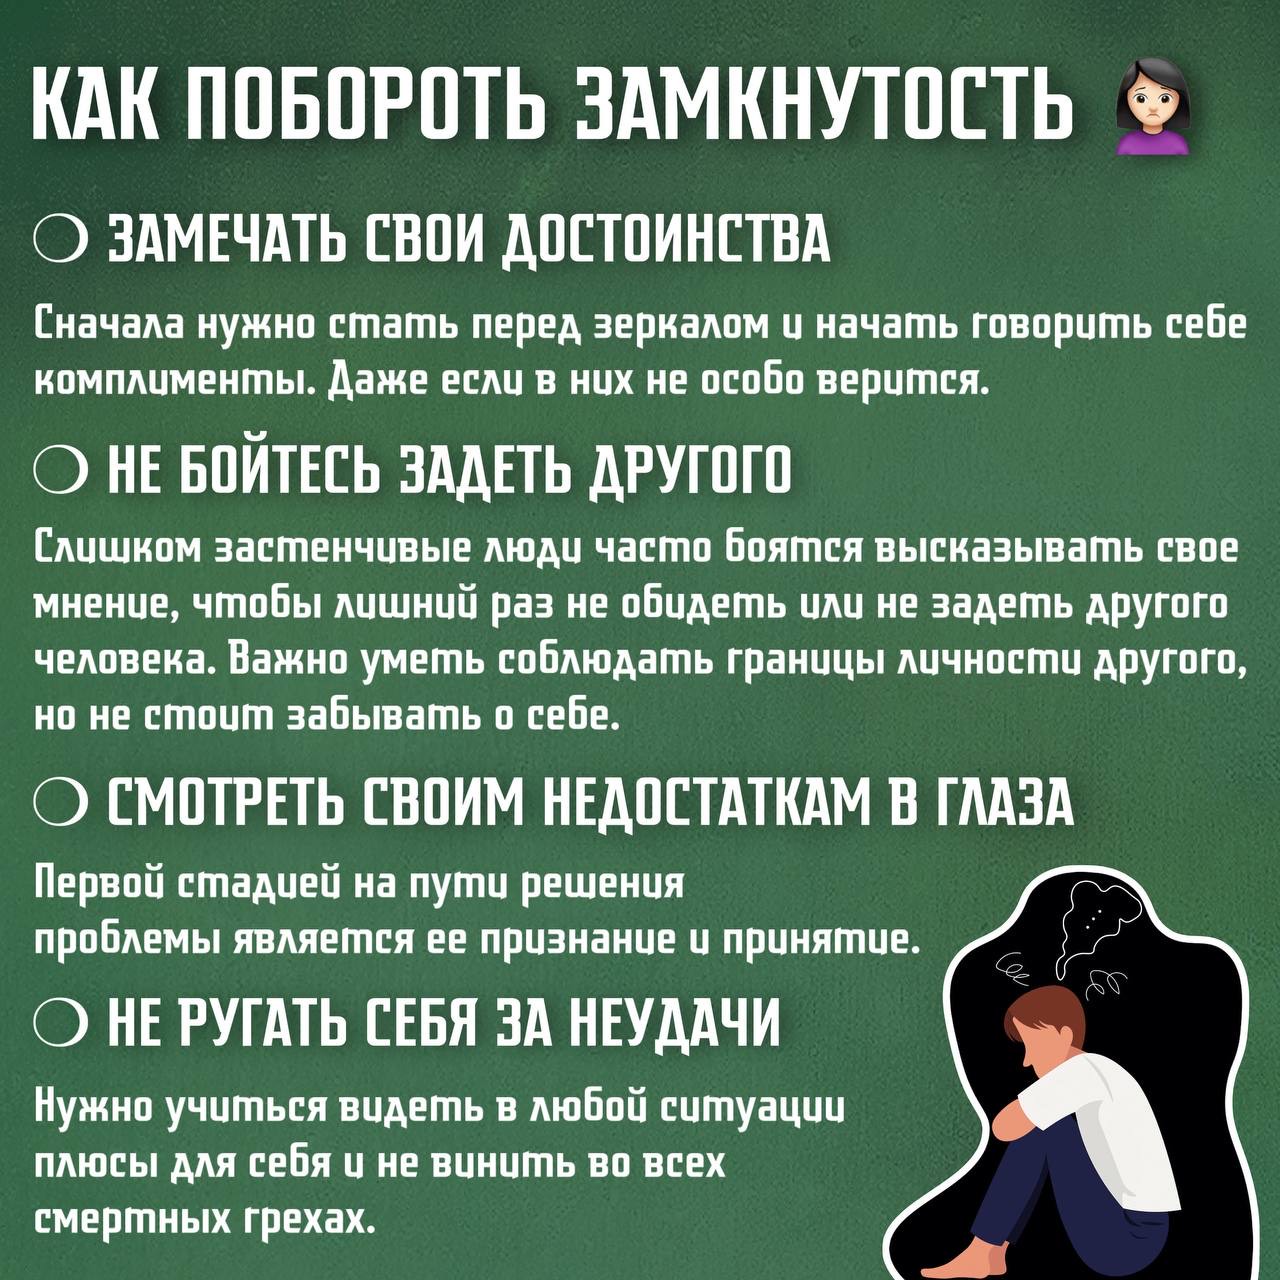 КАК ПОБОРОТЬ ЗАМКНУТОСТЬ
ЗАМЕЧАТЬ СВОИ ДОСТОИНСТВА
Сначала нужно стать перед зеркалом и начать говорить себе
комплименты. Даже если в них не особо верится.
НЕ БОЙТЕСЬ ЗАДЕТЬ ДРУГОГО
Слишком застенчивые люди часто боятся высказывать свое
мнение, чтобы лишний раз не обидеть или не задеть другого
человека. Важно уметь соблюдать границы личности другого,
но не стоит забывать о себе.
СМОТРЕТЬ СВОИМ НЕДОСТАТКАМ В ГЛАЗА
Первой стадией на пути решения
проблемы является ее признание и принятие.
НЕ РУГАТЬ СЕБЯ ЗА НЕУДАЧИ
Нужно учиться видеть в любой ситуации
плюсы для себя и не винить во всех
смертных грехах.